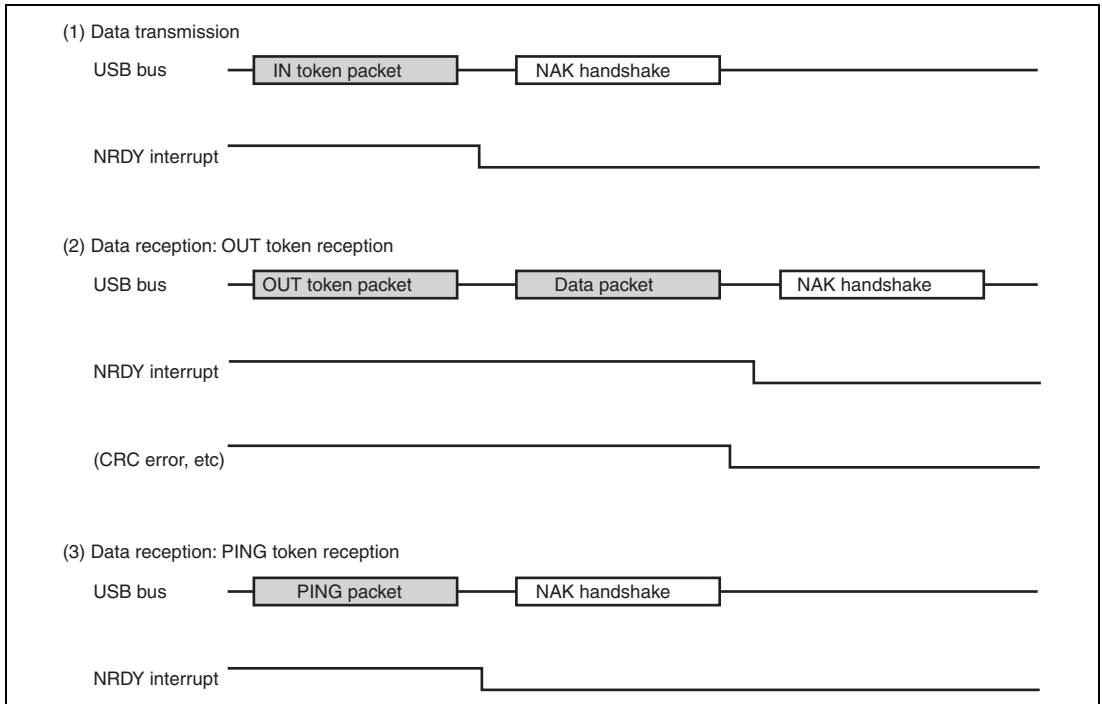 (1) Data transmission
USB bus IN token packet NAK handshake
NRDY interrupt
(2) Data reception: OUT token reception
USB bus OUT token packet Data packet NAK handshake
NRDY interrupt
(CRC error, etc)
(3) Data reception: PING token reception
USB bus PING packet NAK handshake
NRDY interrupt